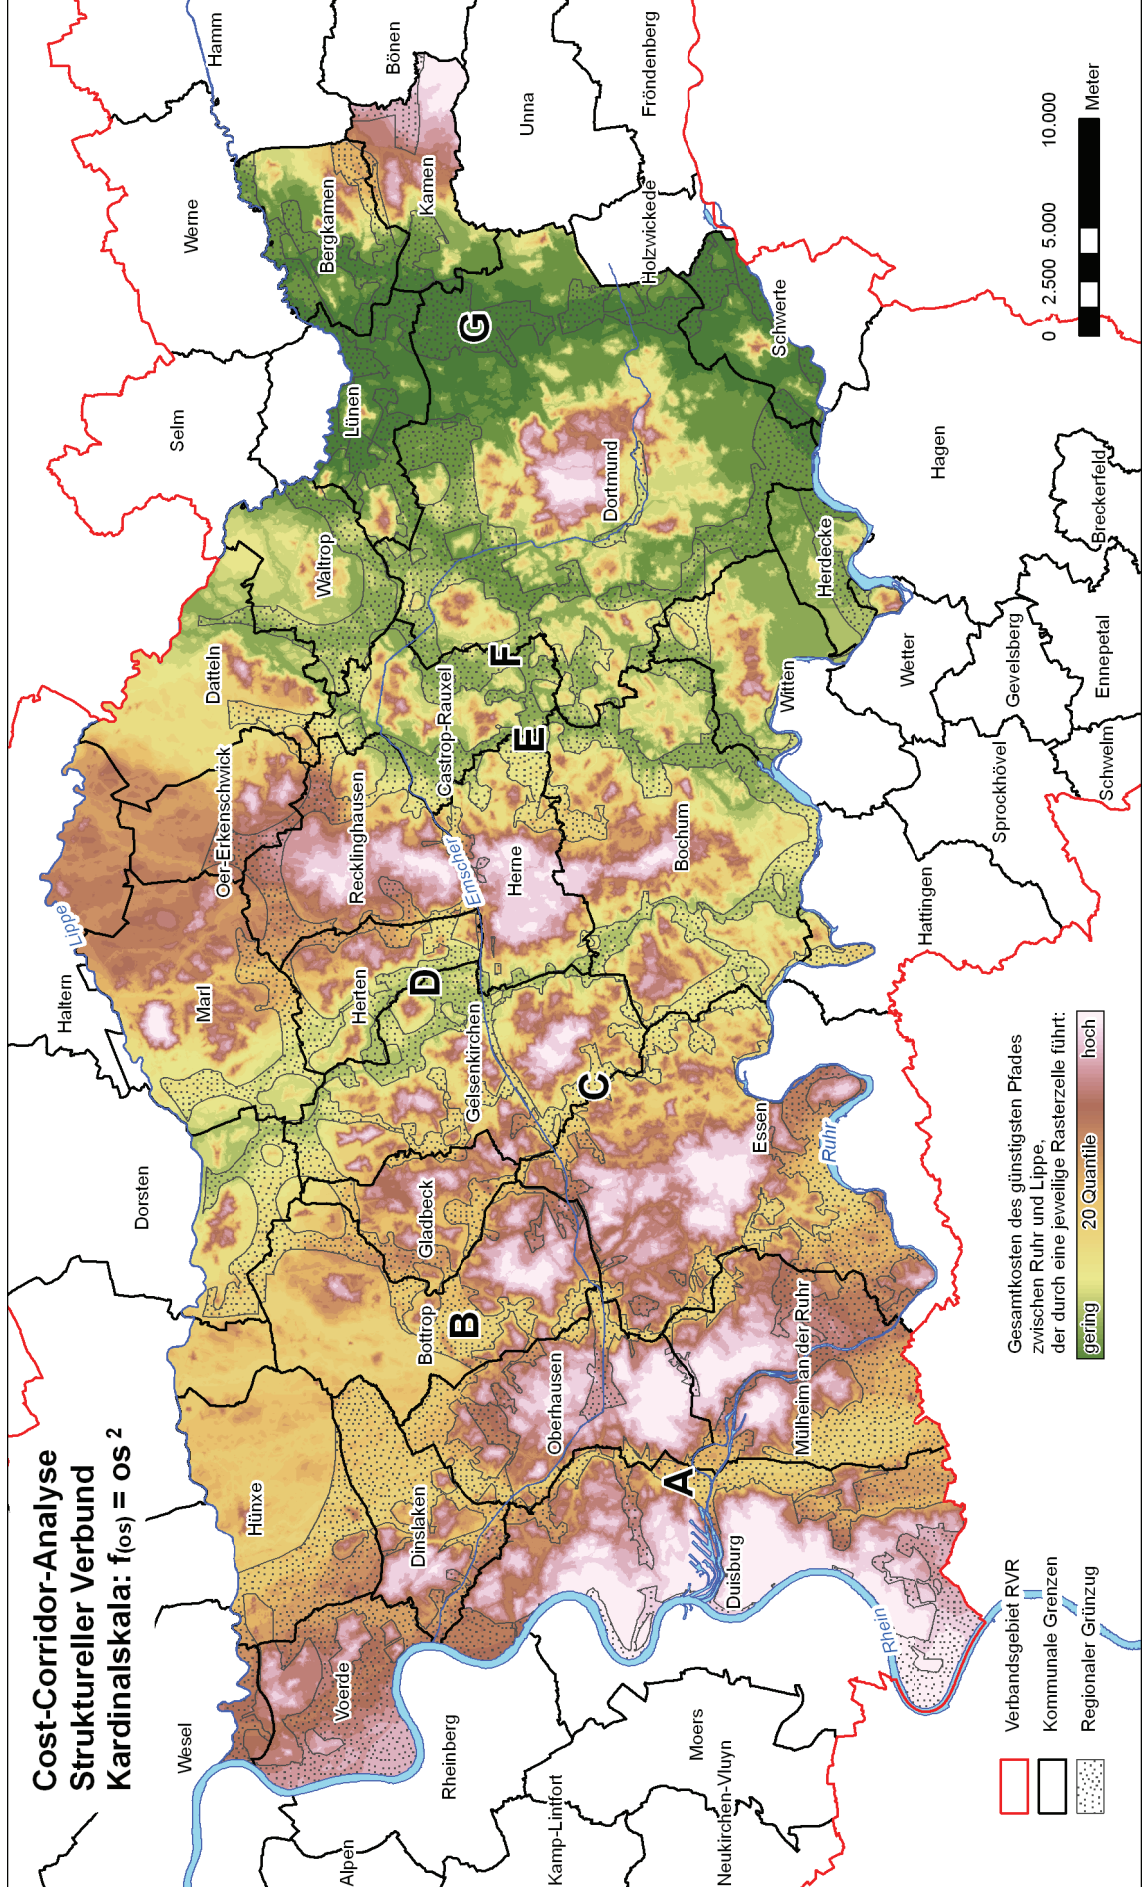 Cost-Corridor-Analyse
Struktureller Verbund
Kardinalskala: f(os) = os²
Wesel
Hünxe
Dorsten
Haltern
Lippe
Selm
Werne
Hamm
Voerde
Dinslaken
Bottrop
Gladbeck
Marl
Oer-Erkenschwick
Datteln
Waltrop
Lünen
Bergkamen
Kamen
Bönen
Alpen
Rheinberg
Oberhausen
B
Gelsenkirchen
Herten
D
Recklinghausen
Emscher
Herne
Castrop-Rauxel
E
F
G
Unna
Kamp-Lintfort
Moers
Neukirchen-Vluyn
Duisburg
A
Mülheim an der Ruhr
Essen
C
Bochum
Witten
Dortmund
Herdecke
Schwerte
Holzwickede
Fröndenberg
Rhein
Ruhr
Hattingen
Sprockhövel
Schwelm
Wetter
Gevelsberg
Ennepetal
Hagen
Breckerfeld
Verbandsgebiet RVR
Kommunale Grenzen
Regionaler Grünzug
Gesamtkosten des günstigsten Pfades
zwischen Ruhr und Lippe,
der durch eine jeweilige Rasterzelle führt:
gering 20 Quantile hoch
0 2.500 5.000 10.000
Meter